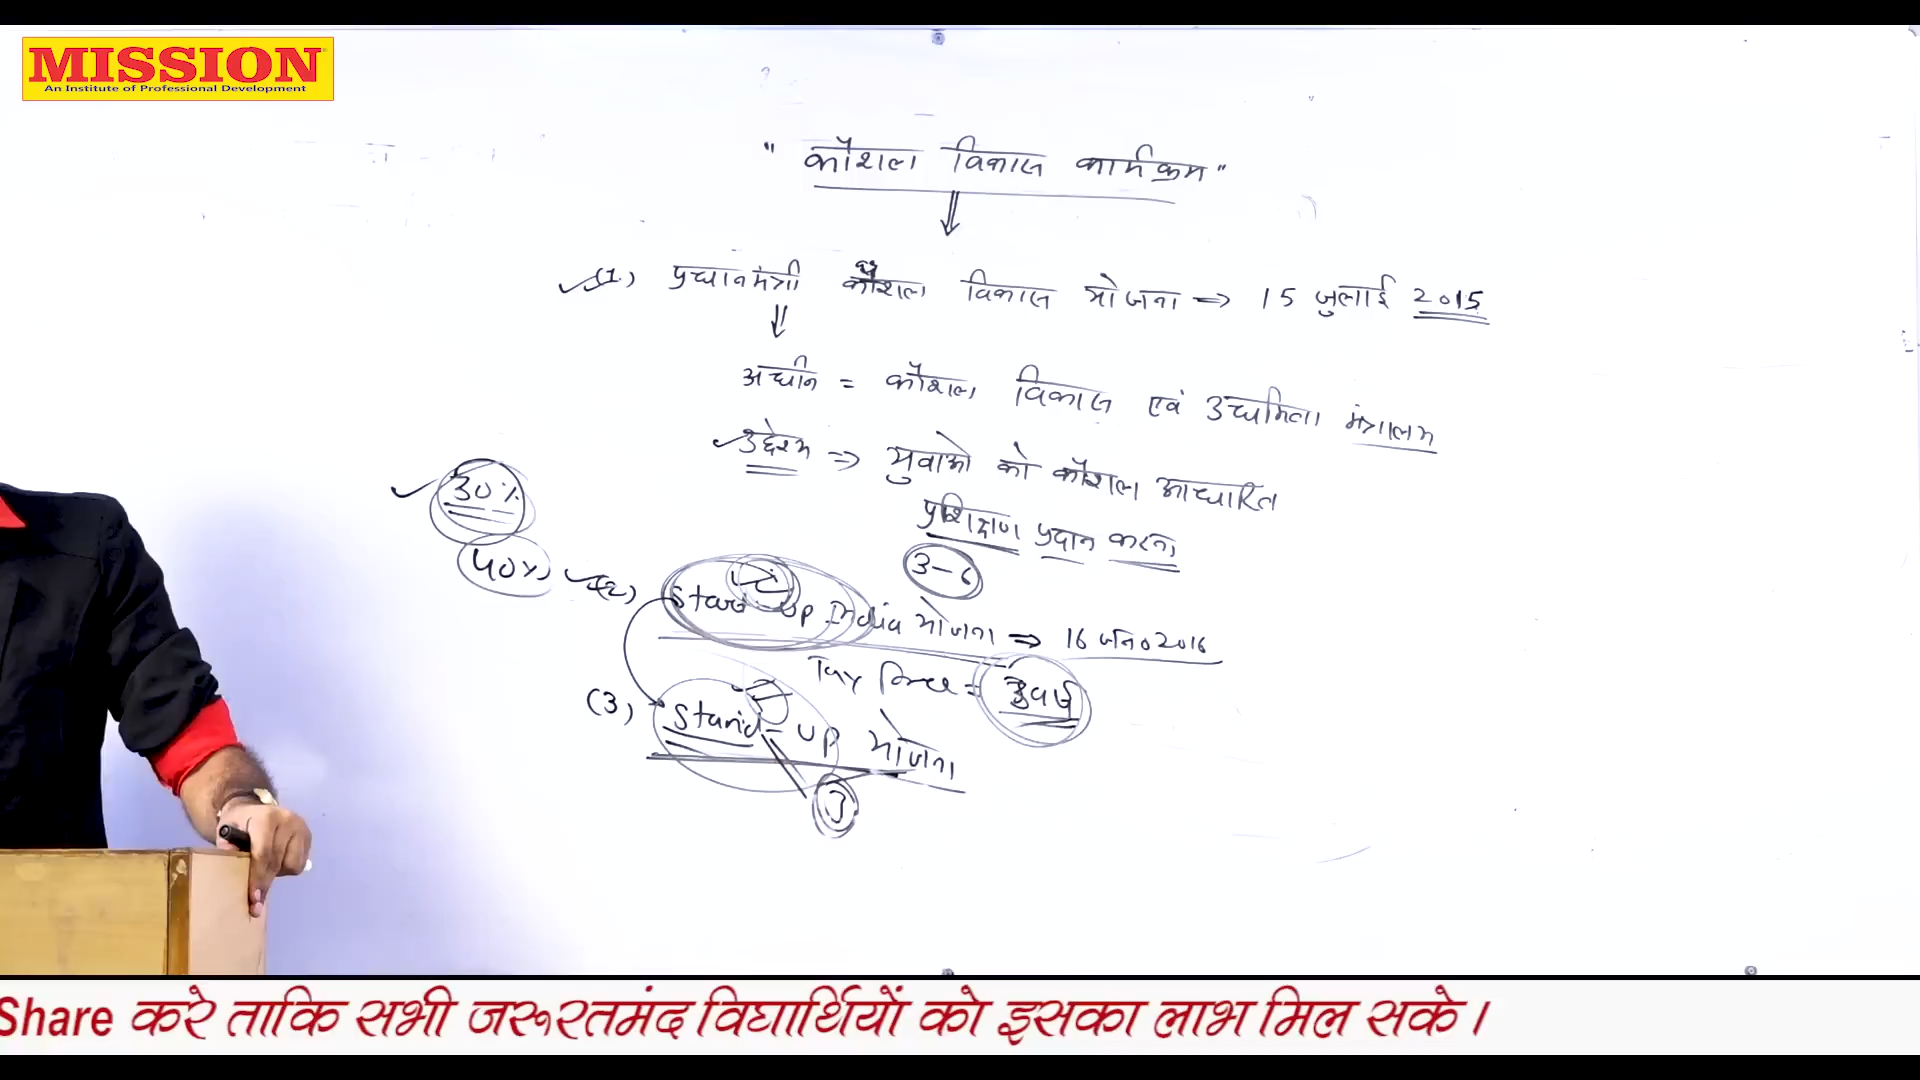 MISSION
An Institute of Professional Development
" कौशल विकास कार्यक्रम "
(1) प्रधानमंत्री कौशल विकास योजना ⇒ 15 जुलाई 2015
अधीन = कौशल विकास एवं उद्यमिता मंत्रालय
उद्देश्य ⇒ युवाओ को कौशल आधारित
प्रशिक्षण प्रदान करना
30%
40%
3-6
(2) Start-up India योजना ⇒ 16 जन० 2016
Tax free = 3 वर्ष
(3) Stand-up योजना
Share करे ताकि सभी जरूरतमंद विद्यार्थियों को इसका लाभ मिल सके।